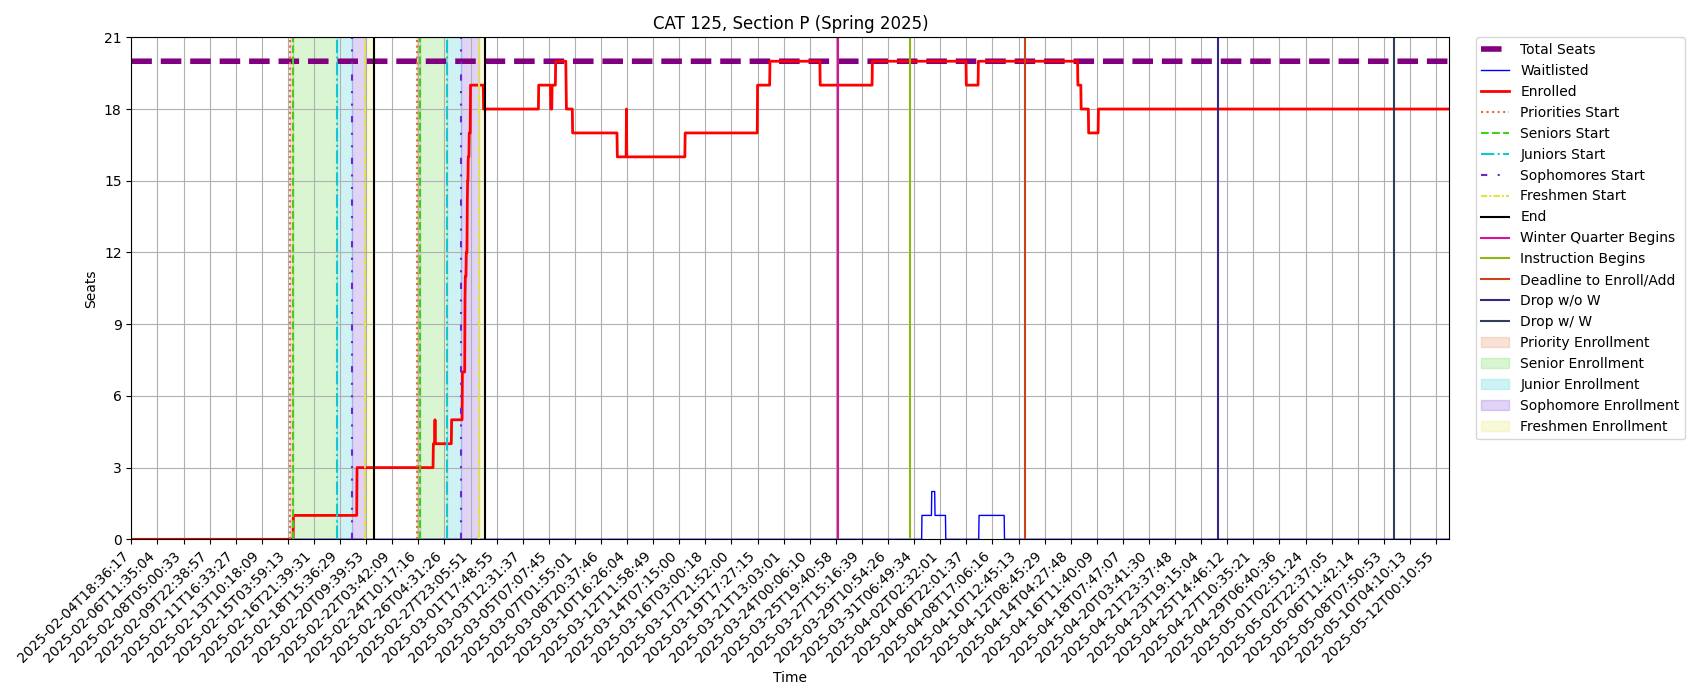 CAT 125, Section P (Spring 2025)
21
18
15
12
9
6
3
0
Seats
2025-02-04T18:36:17
2025-02-06T11:35:04
2025-02-08T05:00:33
2025-02-09T22:38:57
2025-02-11T16:33:27
2025-02-13T10:18:09
2025-02-15T03:59:13
2025-02-16T21:39:31
2025-02-18T15:36:29
2025-02-20T09:39:53
2025-02-22T03:42:09
2025-02-24T10:17:16
2025-02-26T04:31:26
2025-02-27T23:05:51
2025-03-01T17:48:55
2025-03-03T12:31:37
2025-03-05T07:07:45
2025-03-07T01:55:01
2025-03-08T20:37:46
2025-03-10T16:26:04
2025-03-12T11:58:49
2025-03-14T07:15:00
2025-03-16T03:00:18
2025-03-17T21:52:00
2025-03-19T17:27:15
2025-03-21T13:03:01
2025-03-24T00:06:10
2025-03-25T19:40:58
2025-03-27T15:16:39
2025-03-29T10:54:26
2025-03-31T06:49:34
2025-04-02T02:32:01
2025-04-06T22:01:37
2025-04-08T17:06:16
2025-04-10T12:45:13
2025-04-12T08:45:29
2025-04-14T04:27:48
2025-04-16T11:40:09
2025-04-18T07:47:07
2025-04-20T03:41:30
2025-04-21T23:37:48
2025-04-23T19:15:04
2025-04-25T14:46:12
2025-04-27T10:35:21
2025-04-29T06:40:36
2025-05-01T02:51:24
2025-05-02T22:37:05
2025-05-06T11:42:14
2025-05-08T07:50:53
2025-05-10T04:10:13
2025-05-12T00:10:55
Time
Total Seats
Waitlisted
Enrolled
Priorities Start
Seniors Start
Juniors Start
Sophomores Start
Freshmen Start
End
Winter Quarter Begins
Instruction Begins
Deadline to Enroll/Add
Drop w/o W
Drop w/ W
Priority Enrollment
Senior Enrollment
Junior Enrollment
Sophomore Enrollment
Freshmen Enrollment